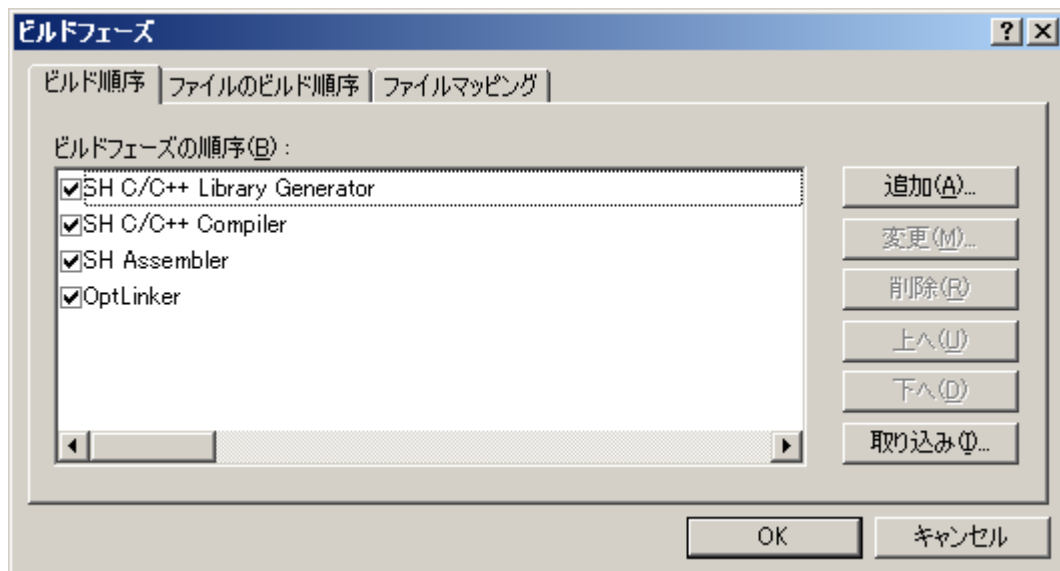 ビルドフェーズ
ビルド順序 ファイルのビルド順序 ファイルマッピング
ビルドフェーズの順序(B) :
SH C/C++ Library Generator
SH C/C++ Compiler
SH Assembler
OptLinker
追加(A)...
変更(M)...
削除(R)
上へ(U)
下へ(D)
取り込み(I)...
OK キャンセル